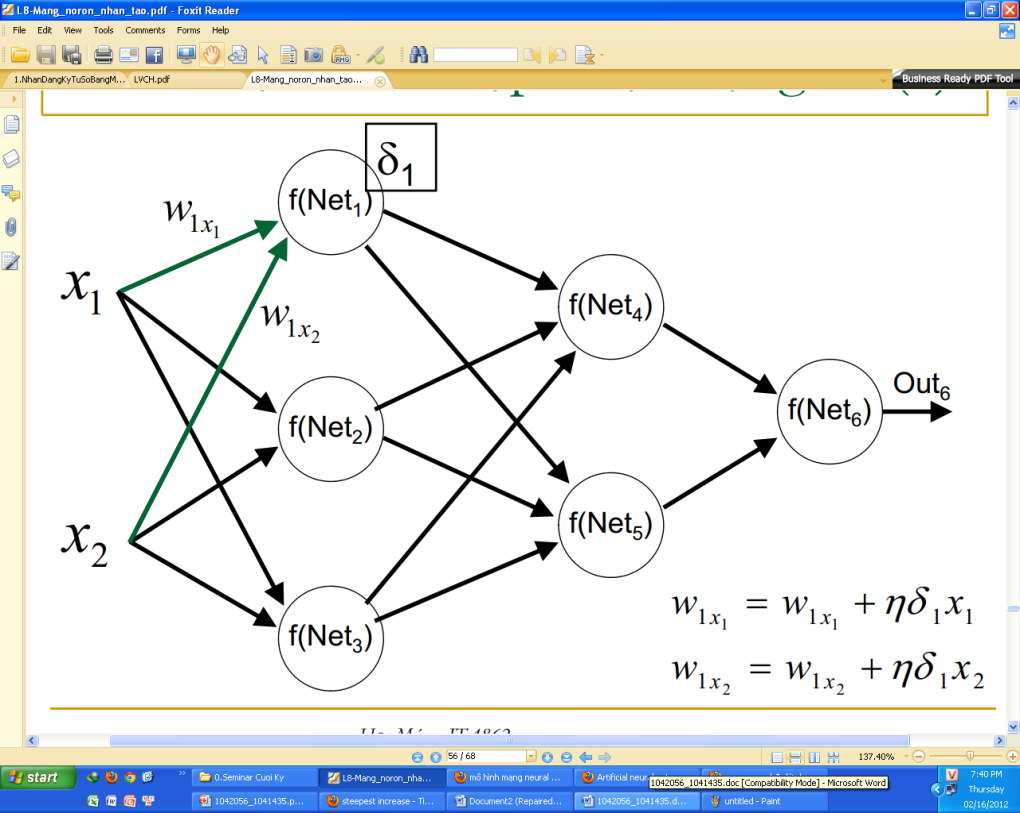 L8-Mang_noron_nhan_tao.pdf - Foxit Reader
File Edit View Tools Comments Forms Help
1.NhanDangKyTuSoBangM... LVCH.pdf L8-Mang_noron_nhan_tao... Business Ready PDF Tool
δ1
f(Net1)
w1x1
x1
w1x2
f(Net4)
Out6
f(Net2)
f(Net6)
x2
f(Net5)
w1x1 = w1x1 + ηδ1x1
f(Net3)
w1x2 = w1x2 + ηδ1x2
56 / 68 137.40%
start 0.Seminar Cuoi Ky L8-Mang_noron_nha... mô hình mạng neural ... Artificial neur 7:40 PM
1042056_1041435.doc [Compatibility Mode] - Microsoft Word
Thursday
1042056_1041435.p... steepest increase - Ti... Document2 (Repaired... 1042056_1041435.d... untitled - Paint 02/16/2012